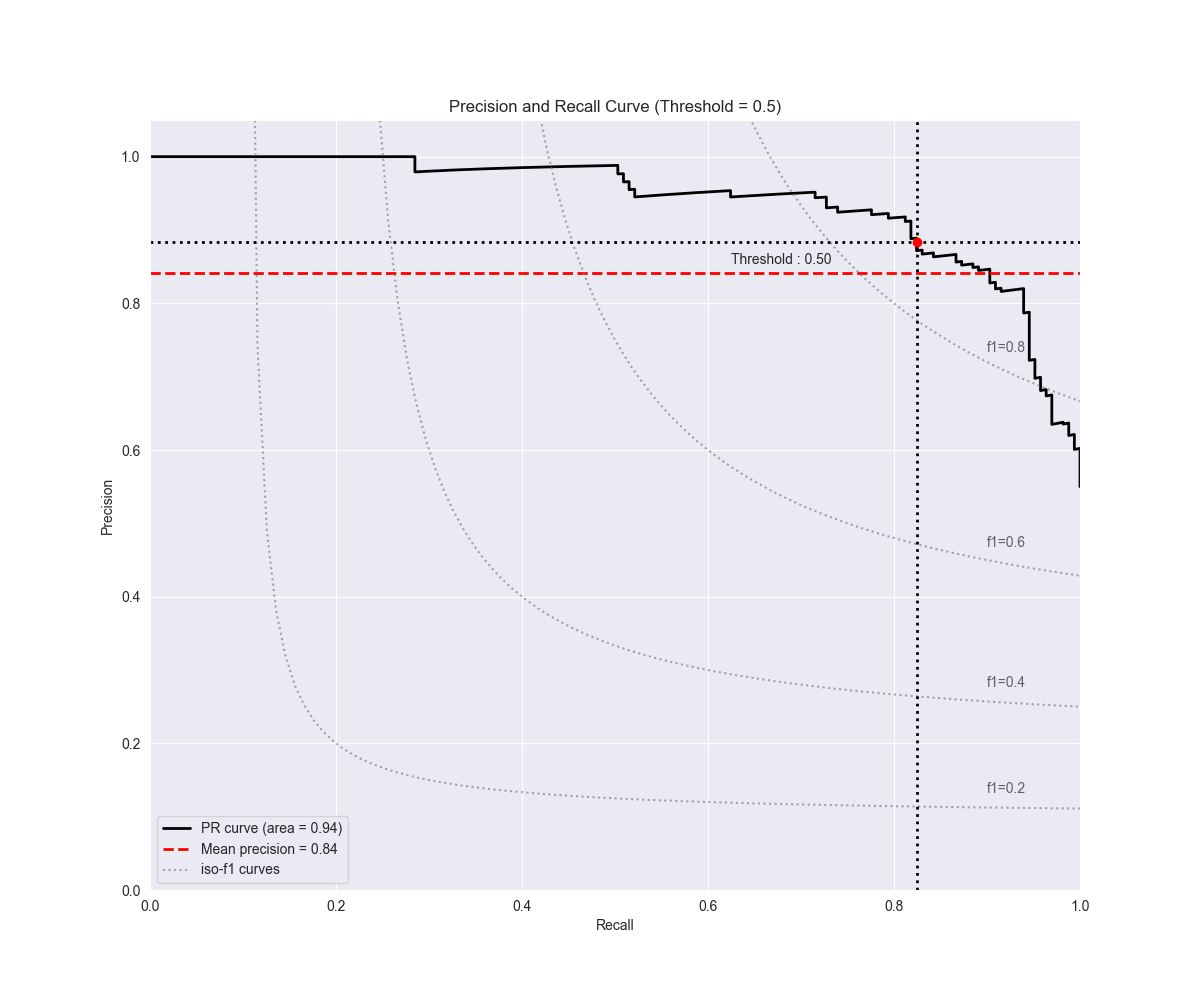 Precision and Recall Curve (Threshold = 0.5)
1.0
Threshold : 0.50
0.8
f1=0.8
0.6
Precision
f1=0.6
0.4
f1=0.4
0.2
f1=0.2
PR curve (area = 0.94)
Mean precision = 0.84
iso-f1 curves
0.0
0.0 0.2 0.4 0.6 0.8 1.0
Recall